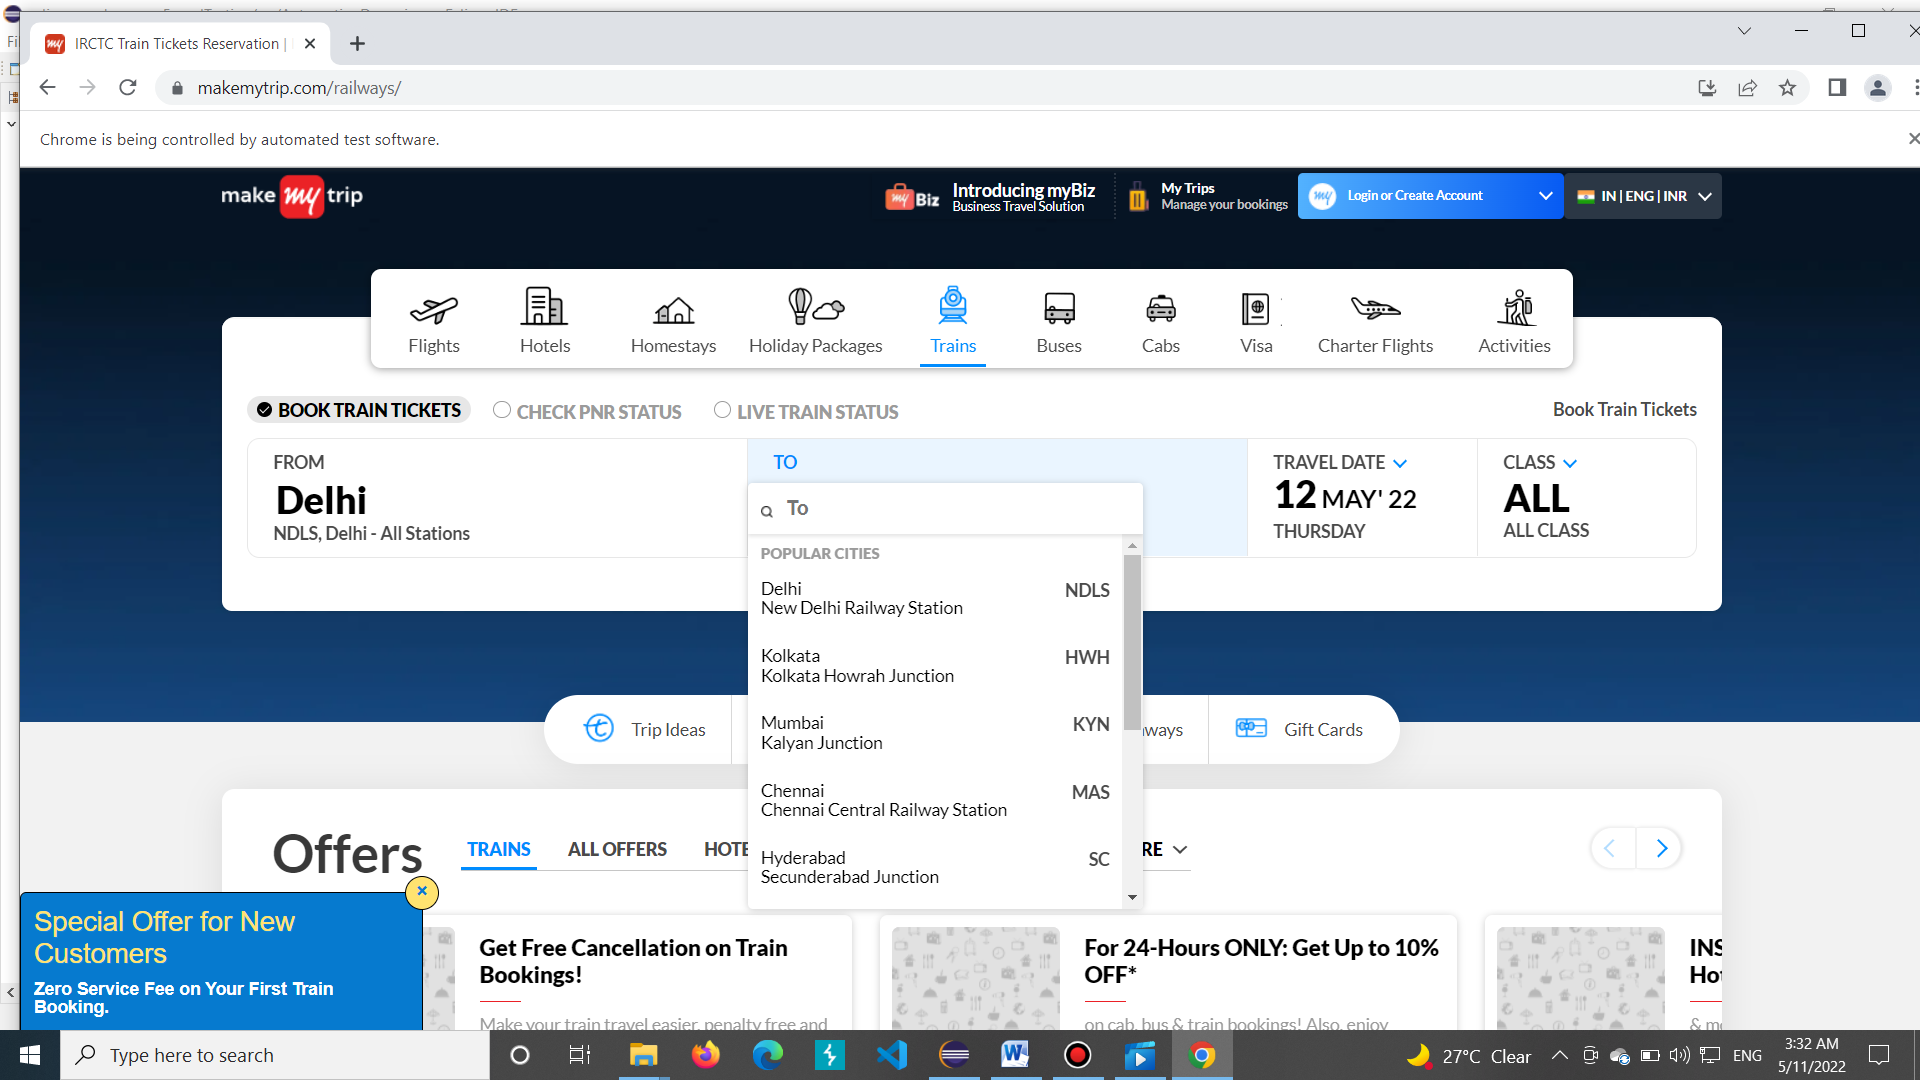 Fi
IRCTC Train Tickets Reservation |
makemytrip.com/railways/
Chrome is being controlled by automated test software.
make my trip
my Biz
Introducing myBiz
Business Travel Solution
My Trips
Manage your bookings
my
Login or Create Account
IN | ENG | INR
Flights
Hotels
Homestays
Holiday Packages
Trains
Buses
Cabs
Visa
Charter Flights
Activities
BOOK TRAIN TICKETS
CHECK PNR STATUS
LIVE TRAIN STATUS
Book Train Tickets
FROM
Delhi
NDLS, Delhi - All Stations
TO
TRAVEL DATE
12 MAY' 22
THURSDAY
CLASS
ALL
ALL CLASS
To
POPULAR CITIES
Delhi NDLS
New Delhi Railway Station
Kolkata HWH
Kolkata Howrah Junction
Mumbai KYN
Kalyan Junction
Chennai MAS
Chennai Central Railway Station
Hyderabad SC
Secunderabad Junction
Trip Ideas
ways
Gift Cards
Offers
TRAINS
ALL OFFERS
HOTE
RE
Special Offer for New
Customers
Zero Service Fee on Your First Train
Booking.
Get Free Cancellation on Train
Bookings!
Make your train travel easier, penalty free and
For 24-Hours ONLY: Get Up to 10%
OFF*
on cab, bus & train bookings! Also, enjoy
INS
Ho
& m
Type here to search
27°C Clear
ENG
3:32 AM
5/11/2022